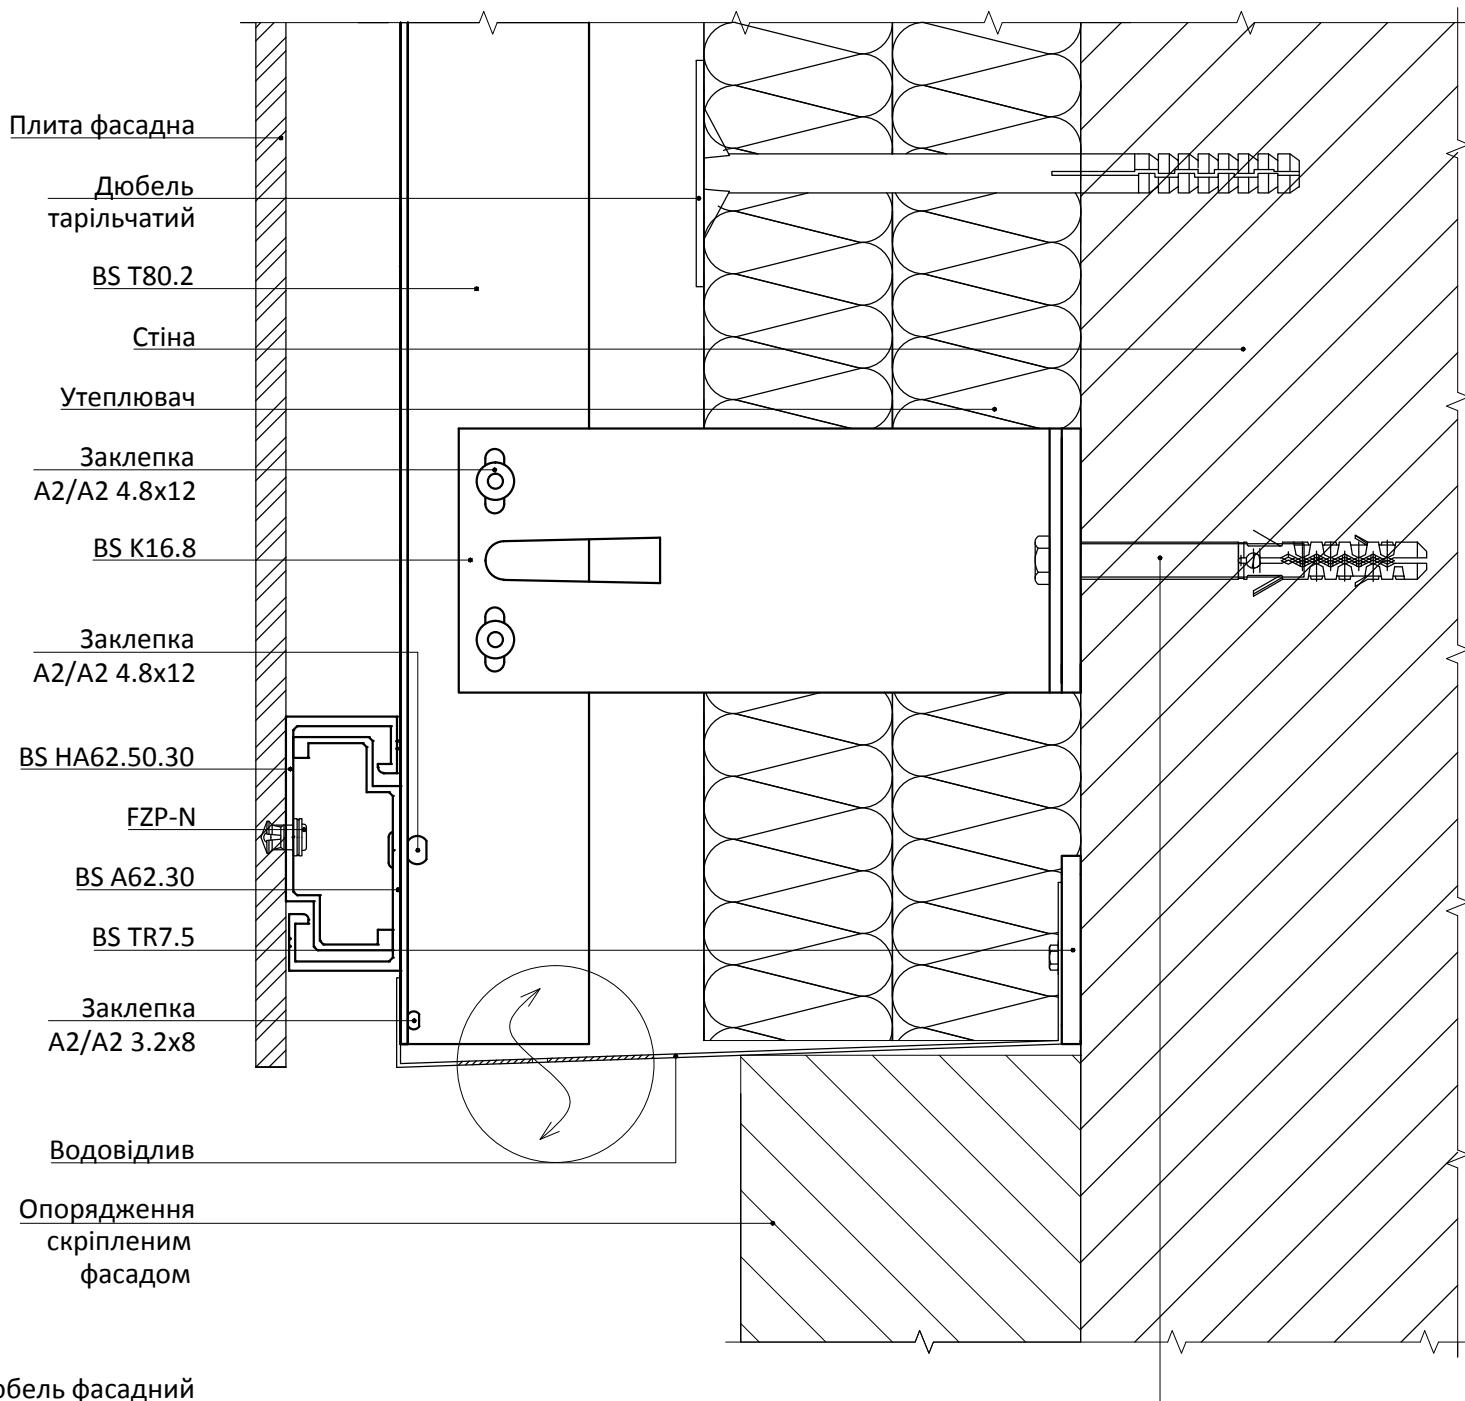 Плита фасадна
Дюбель
тарільчатий
BS T80.2
Стіна
Утеплювач
Заклепка
A2/A2 4.8x12
BS K16.8
Заклепка
A2/A2 4.8x12
BS HA62.50.30
FZP-N
BS A62.30
BS TR7.5
Заклепка
A2/A2 3.2x8
Водовідлив
Опорядження
скріпленим
фасадом
фасадний